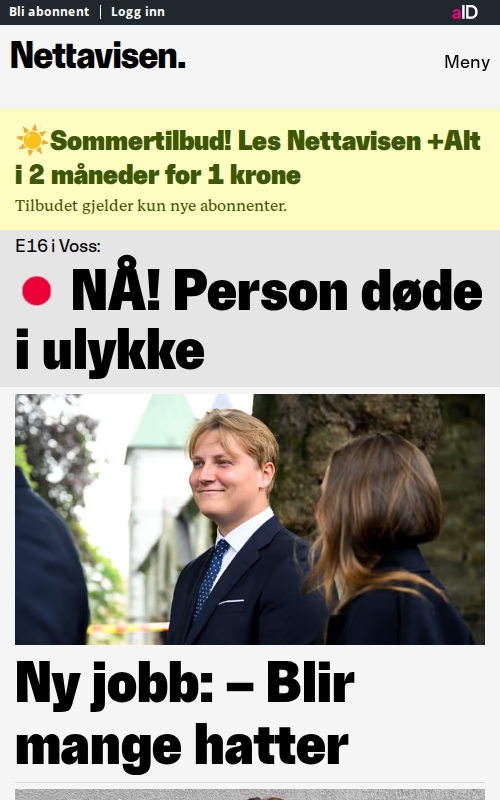 Bli abonnent | Logg inn
aID
Nettavisen.
Meny
☀️Sommertilbud! Les Nettavisen +Alt
i 2 måneder for 1 krone
Tilbudet gjelder kun nye abonnenter.
E16 i Voss:
🔴 NÅ! Person døde
i ulykke
Ny jobb: – Blir
mange hatter